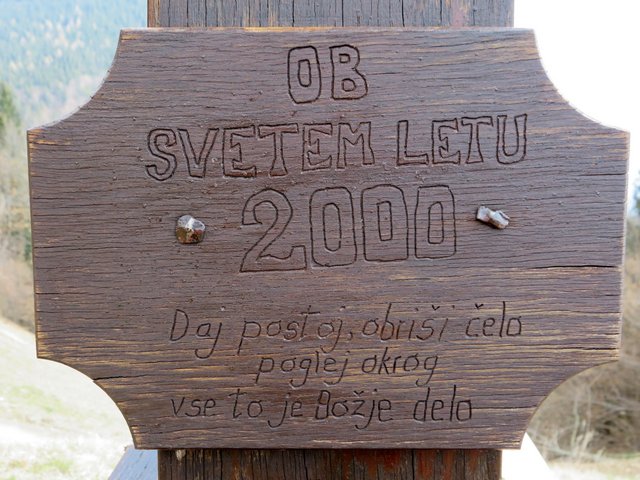 OB
SVETEM LETU
2000
Daj postoj, obriši čelo
poglej okrog
vse to je Božje delo